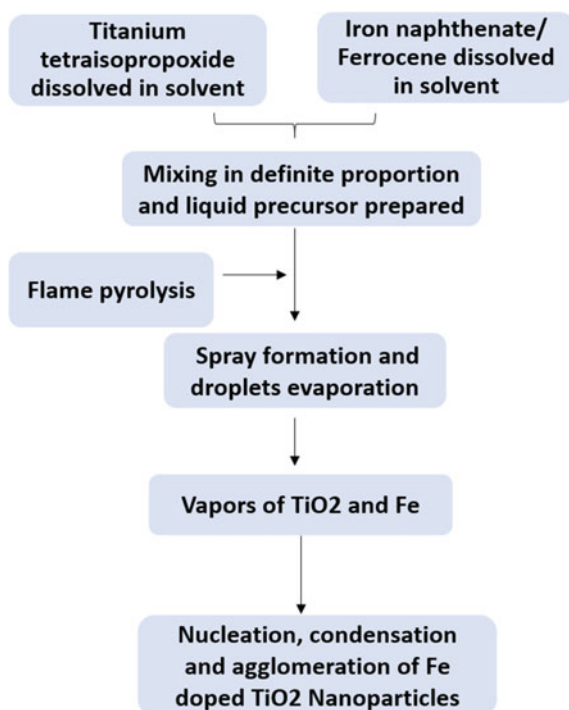 Titanium
tetraisopropoxide
dissolved in solvent
Iron naphthenate/
Ferrocene dissolved
in solvent
Mixing in definite proportion
and liquid precursor prepared
Flame pyrolysis
Spray formation and
droplets evaporation
Vapors of TiO2 and Fe
Nucleation, condensation
and agglomeration of Fe
doped TiO2 Nanoparticles